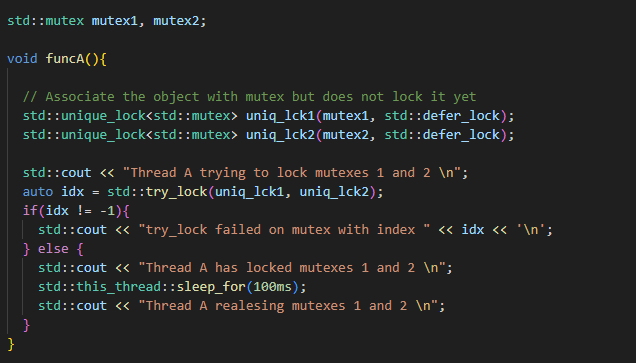 std::mutex mutex1, mutex2;
void funcA(){
// Associate the object with mutex but does not lock it yet
std::unique_lock<std::mutex> uniq_lck1(mutex1, std::defer_lock);
std::unique_lock<std::mutex> uniq_lck2(mutex2, std::defer_lock);
std::cout << "Thread A trying to lock mutexes 1 and 2 \n";
auto idx = std::try_lock(uniq_lck1, uniq_lck2);
if(idx != -1){
std::cout << "try_lock failed on mutex with index " << idx << '\n';
} else {
std::cout << "Thread A has locked mutexes 1 and 2 \n";
std::this_thread::sleep_for(100ms);
std::cout << "Thread A realesing mutexes 1 and 2 \n";
}
}